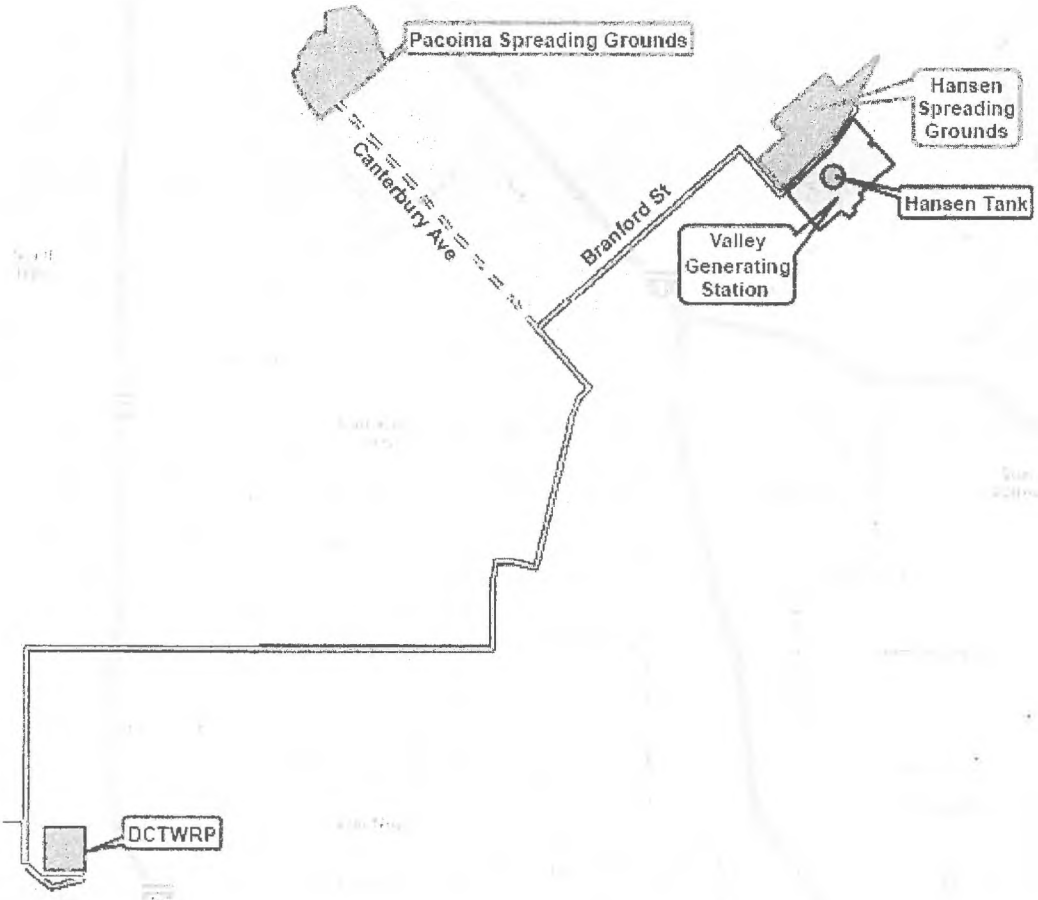 Pacoima Spreading Grounds
Hansen
Spreading
Grounds
Canterbury Ave
Branford St
Hansen Tank
Valley
Generating
Station
DCTWRP